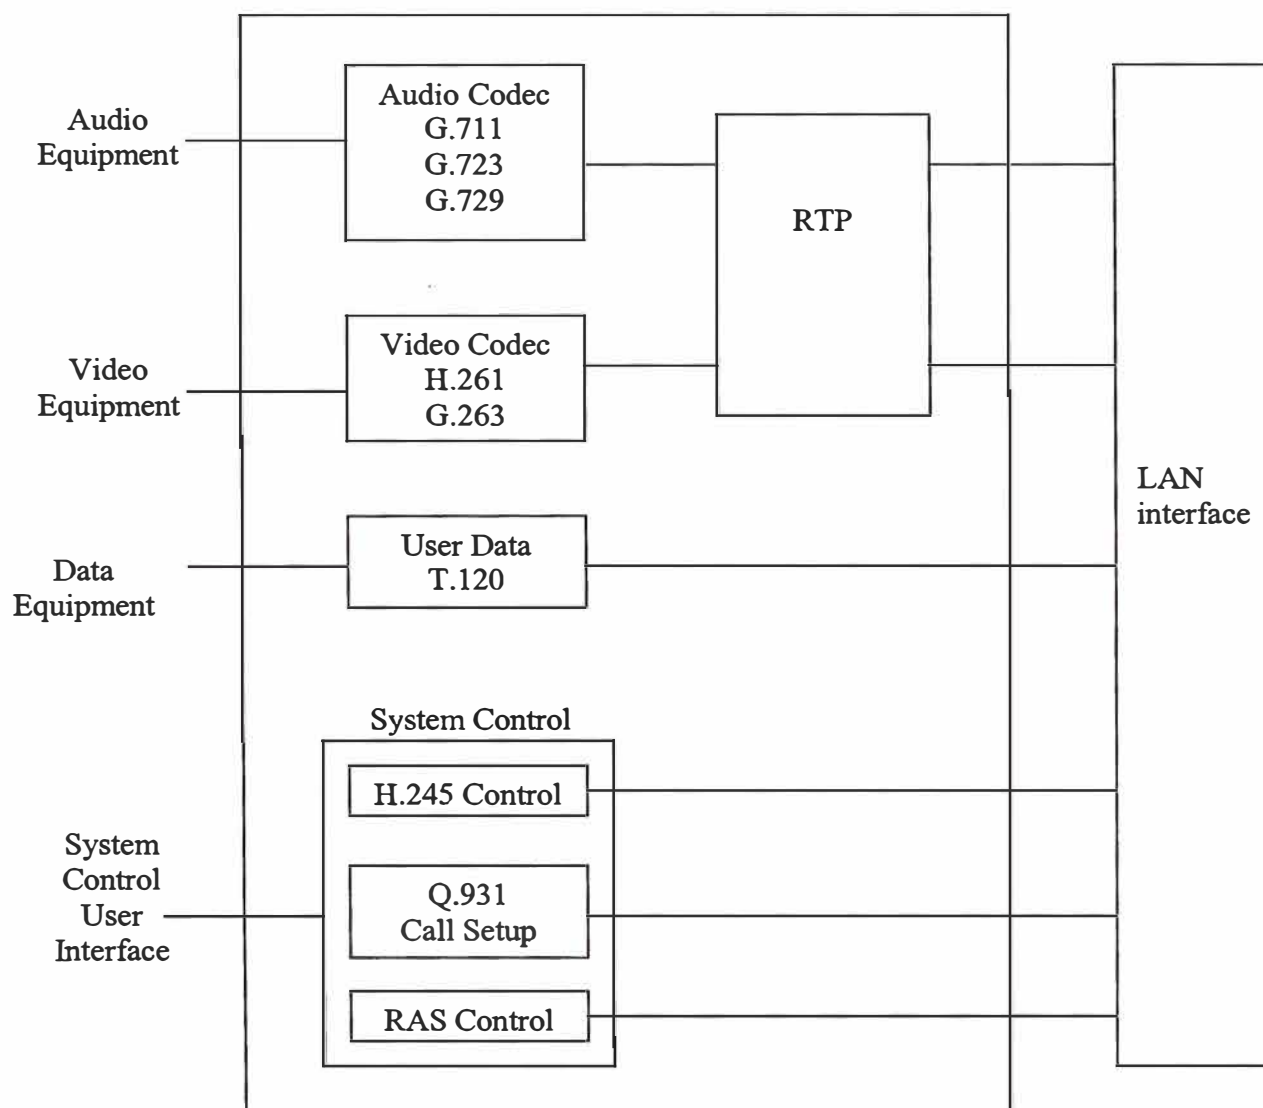 Audio
Equipment
Audio Codec
G.711
G.723
G.729
RTP
Video
Equipment
Video Codec
H.261
G.263
LAN
interface
Data
Equipment
User Data
T.120
System Control
H.245 Control
System
Control
User
Interface
Q.931
Call Setup
RAS Control